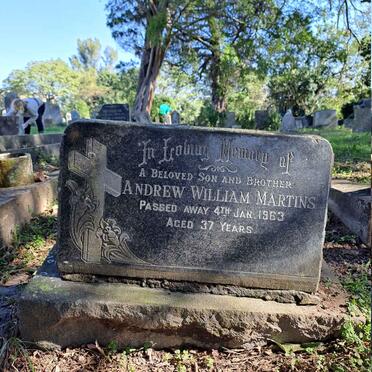 In Loving Memory of
A Beloved Son and Brother
Andrew William Martins
Passed away 4th Jan. 1963
Aged 37 Years